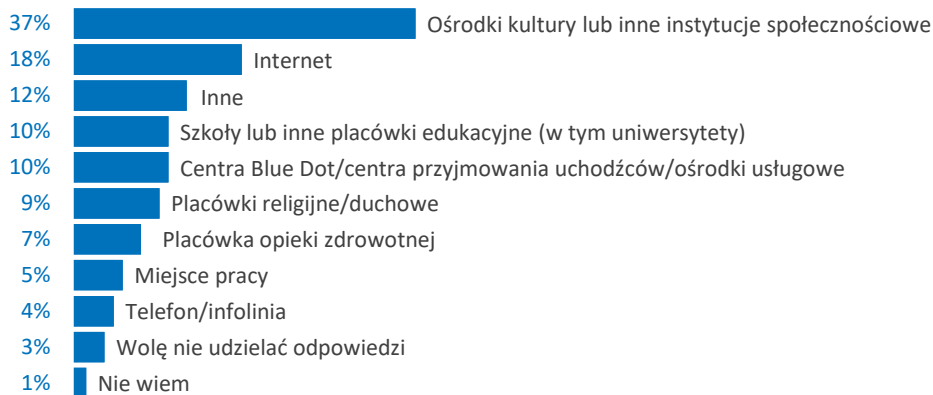 37% Ośrodki kultury lub inne instytucje społecznościowe
18% Internet
12% Inne
10% Szkoły lub inne placówki edukacyjne (w tym uniwersytety)
10% Centra Blue Dot/centra przyjmowania uchodźców/ośrodki usługowe
9% Placówki religijne/duchowe
7% Placówka opieki zdrowotnej
5% Miejsce pracy
4% Telefon/infolinia
3% Wolę nie udzielać odpowiedzi
1% Nie wiem